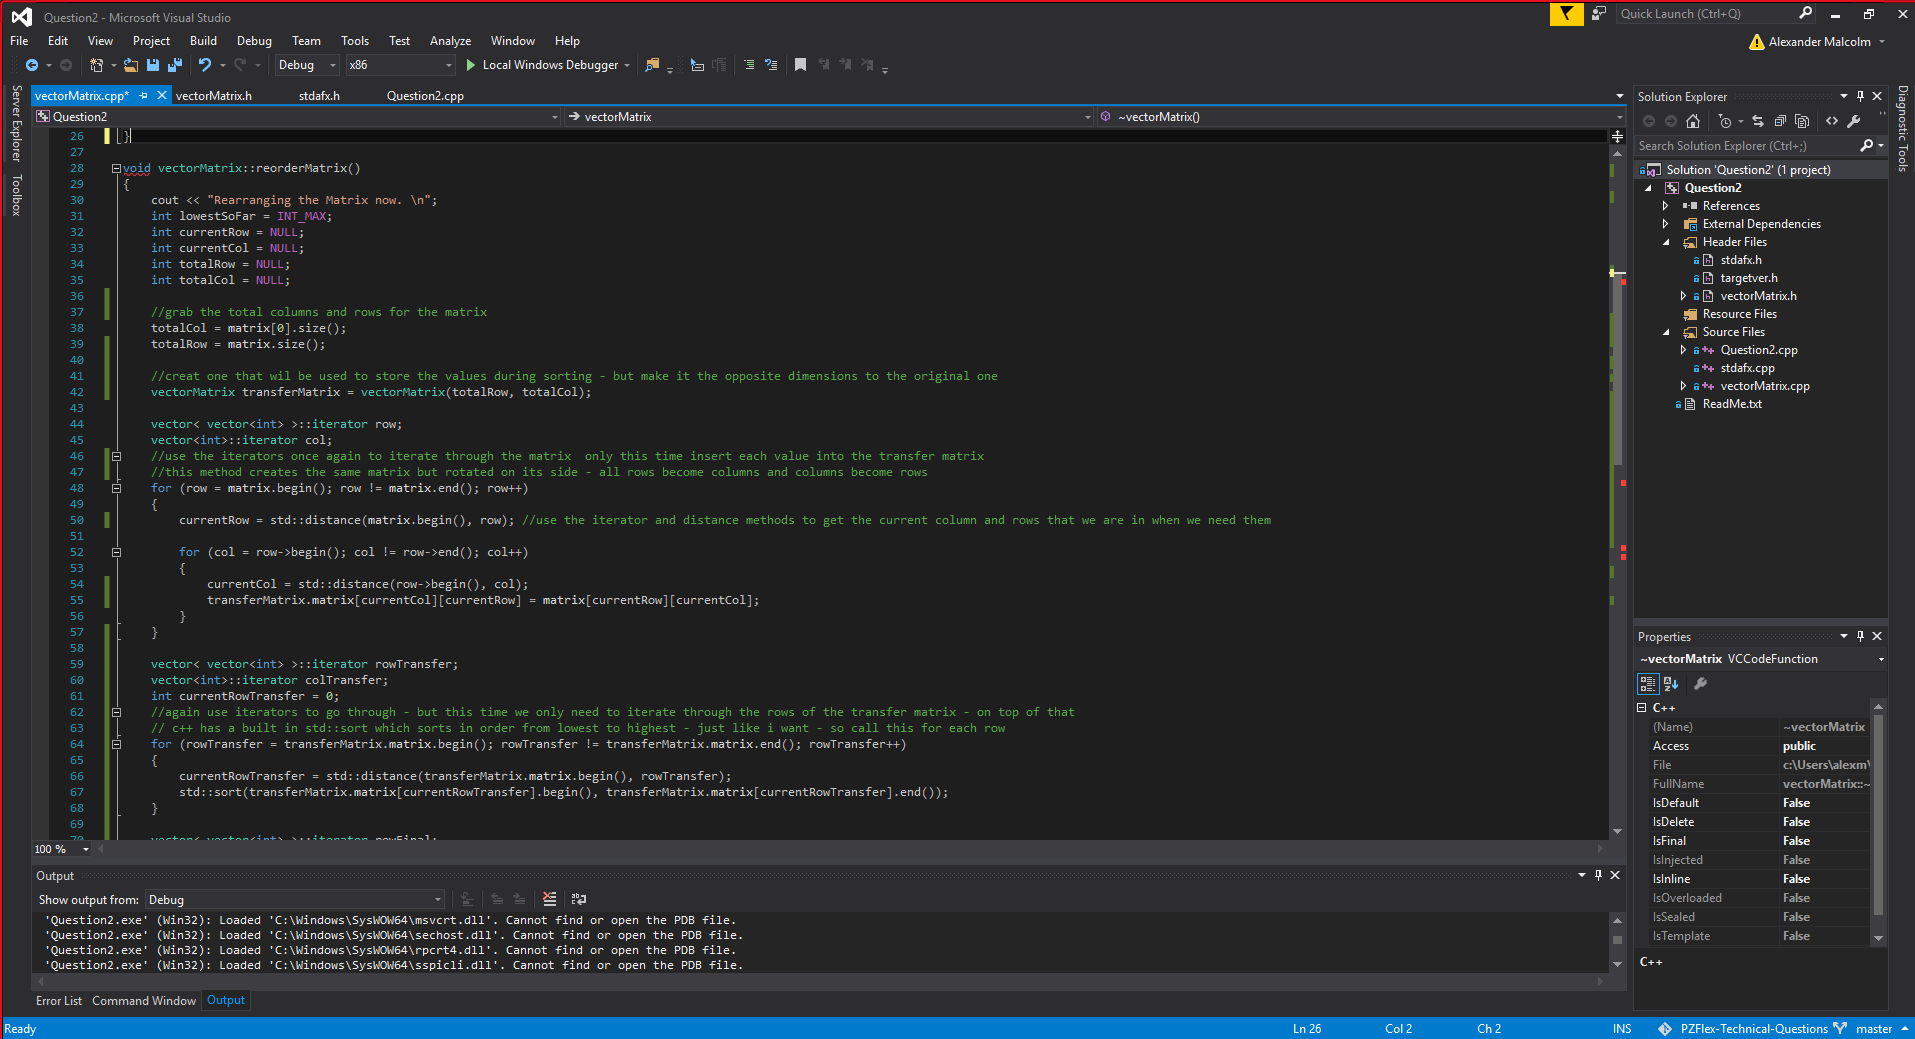 Question2 - Microsoft Visual Studio
Quick Launch (Ctrl+Q)
File Edit View Project Build Debug Team Tools Test Analyze Window Help
Alexander Malcolm
Debug x86 Local Windows Debugger
Server Explorer
Toolbox
vectorMatrix.cpp* vectorMatrix.h stdafx.h Question2.cpp
Question2 vectorMatrix ~vectorMatrix()
26 }
27
28 void vectorMatrix::reorderMatrix()
29 {
30 cout << "Rearranging the Matrix now. \n";
31 int lowestSoFar = INT_MAX;
32 int currentRow = NULL;
33 int currentCol = NULL;
34 int totalRow = NULL;
35 int totalCol = NULL;
36
37 //grab the total columns and rows for the matrix
38 totalCol = matrix[0].size();
39 totalRow = matrix.size();
40
41 //creat one that wil be used to store the values during sorting - but make it the opposite dimensions to the original one
42 vectorMatrix transferMatrix = vectorMatrix(totalRow, totalCol);
43
44 vector< vector<int> >::iterator row;
45 vector<int>::iterator col;
46 //use the iterators once again to iterate through the matrix  only this time insert each value into the transfer matrix
47 //this method creates the same matrix but rotated on its side - all rows become columns and columns become rows
48 for (row = matrix.begin(); row != matrix.end(); row++)
49 {
50 currentRow = std::distance(matrix.begin(), row); //use the iterator and distance methods to get the current column and rows that we are in when we need them
51
52 for (col = row->begin(); col != row->end(); col++)
53 {
54 currentCol = std::distance(row->begin(), col);
55 transferMatrix.matrix[currentCol][currentRow] = matrix[currentRow][currentCol];
56 }
57 }
58
59 vector< vector<int> >::iterator rowTransfer;
60 vector<int>::iterator colTransfer;
61 int currentRowTransfer = 0;
62 //again use iterators to go through - but this time we only need to iterate through the rows of the transfer matrix - on top of that
63 // c++ has a built in std::sort which sorts in order from lowest to highest - just like i want - so call this for each row
64 for (rowTransfer = transferMatrix.matrix.begin(); rowTransfer != transferMatrix.matrix.end(); rowTransfer++)
65 {
66 currentRowTransfer = std::distance(transferMatrix.matrix.begin(), rowTransfer);
67 std::sort(transferMatrix.matrix[currentRowTransfer].begin(), transferMatrix.matrix[currentRowTransfer].end());
68 }
69
70 vector< vector<int> >::iterator rowFinal;
100 %
Output
Show output from: Debug
'Question2.exe' (Win32): Loaded 'C:\Windows\SysWOW64\msvcrt.dll'. Cannot find or open the PDB file.
'Question2.exe' (Win32): Loaded 'C:\Windows\SysWOW64\sechost.dll'. Cannot find or open the PDB file.
'Question2.exe' (Win32): Loaded 'C:\Windows\SysWOW64\rpcrt4.dll'. Cannot find or open the PDB file.
'Question2.exe' (Win32): Loaded 'C:\Windows\SysWOW64\sspicli.dll'. Cannot find or open the PDB file.
Error List Command Window Output
Solution Explorer
Search Solution Explorer (Ctrl+;)
Solution 'Question2' (1 project)
Question2
References
External Dependencies
Header Files
stdafx.h
targetver.h
vectorMatrix.h
Resource Files
Source Files
Question2.cpp
stdafx.cpp
vectorMatrix.cpp
ReadMe.txt
Diagnostic Tools
Properties
~vectorMatrix VCCodeFunction
C++
(Name) ~vectorMatrix
Access public
File c:\Users\alexm\
FullName vectorMatrix::~
IsDefault False
IsDelete False
IsFinal False
IsInjected False
IsInline False
IsOverloaded False
IsSealed False
IsTemplate False
C++
Ready Ln 26 Col 2 Ch 2 INS PZFlex-Technical-Questions master